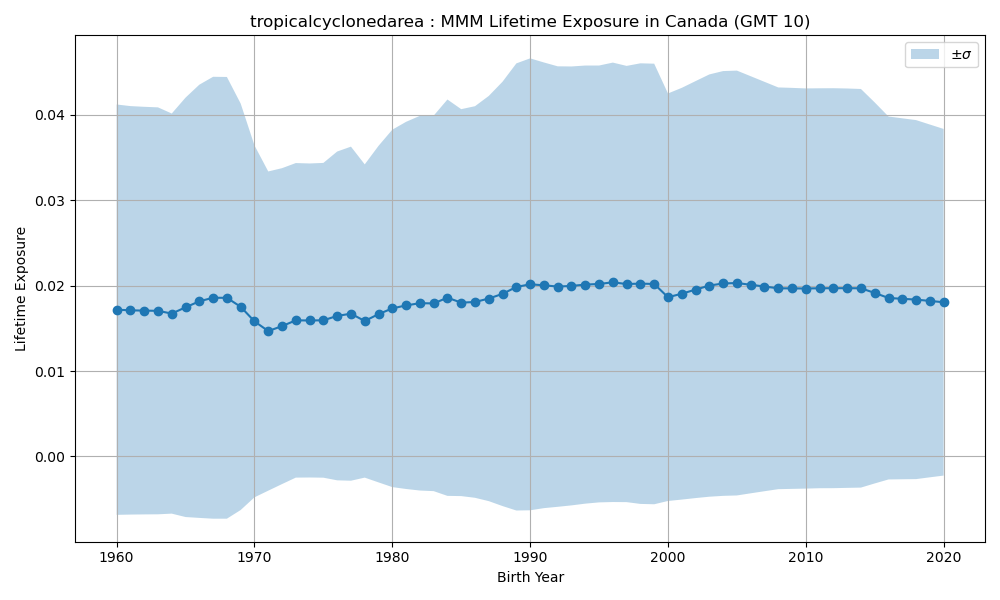 tropicalcyclonedarea : MMM Lifetime Exposure in Canada (GMT 10)
±σ
Lifetime Exposure
0.04
0.03
0.02
0.01
0.00
1960 1970 1980 1990 2000 2010 2020
Birth Year